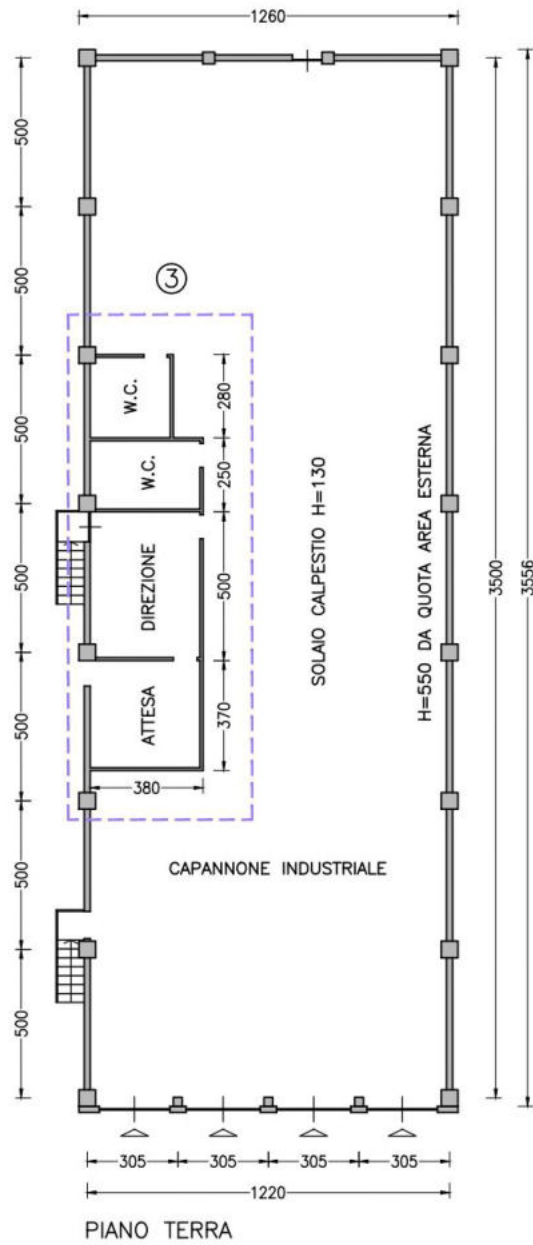 1260
500
500
500
500
500
500
500
3
W.C.
280
W.C.
250
DIREZIONE
500
ATTESA
370
380
SOLAIO CALPESTIO H=130
H=550 DA QUOTA AREA ESTERNA
3500
3556
CAPANNONE INDUSTRIALE
305 305 305 305
1220
PIANO TERRA